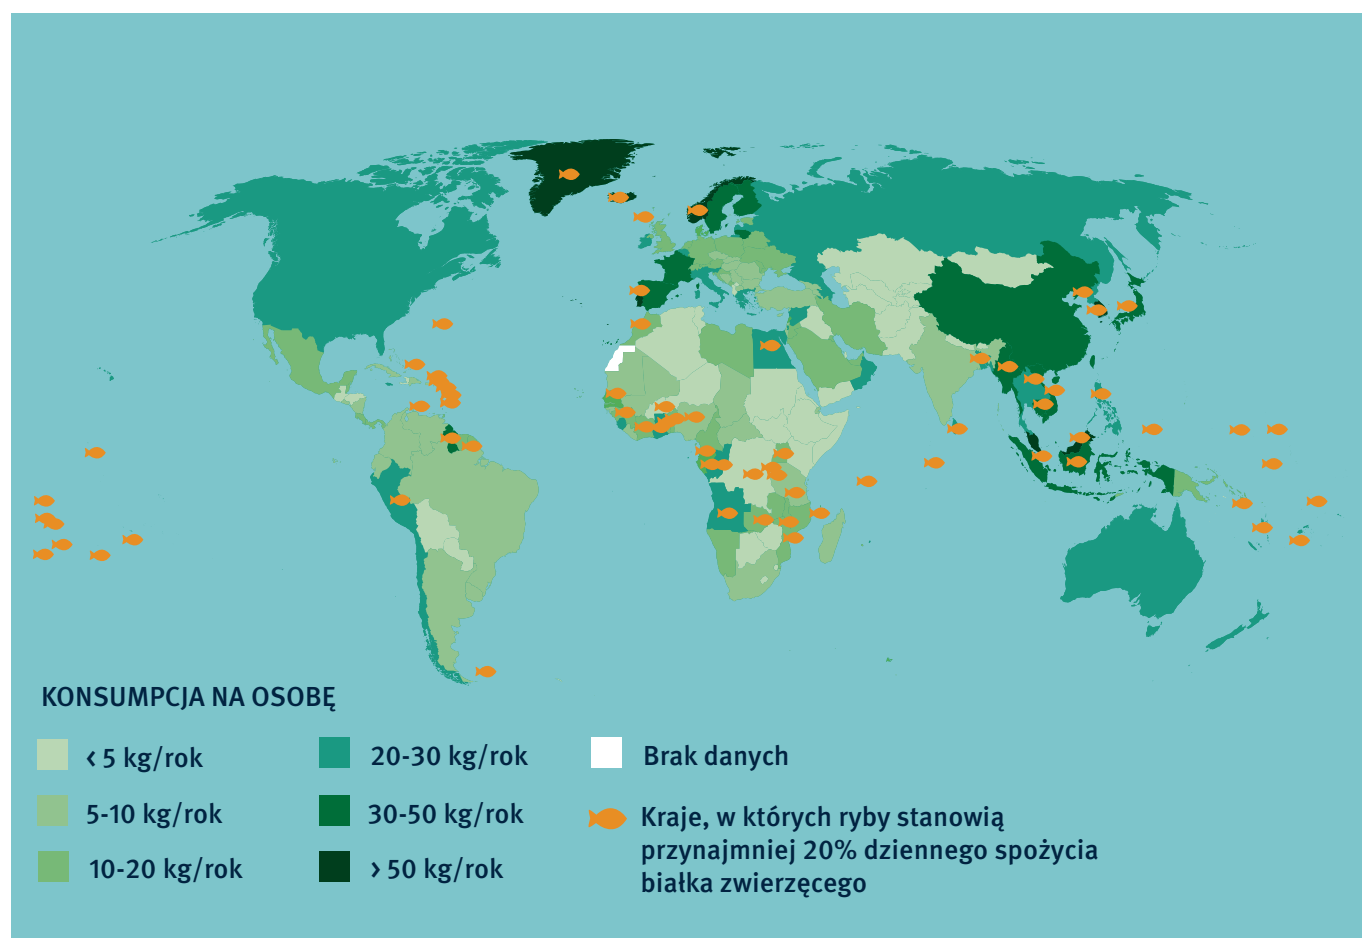 KONSUMPCJA NA OSOBĘ
< 5 kg/rok
5-10 kg/rok
10-20 kg/rok
20-30 kg/rok
30-50 kg/rok
> 50 kg/rok
Brak danych
Kraje, w których ryby stanowią
przynajmniej 20% dziennego spożycia
białka zwierzęcego